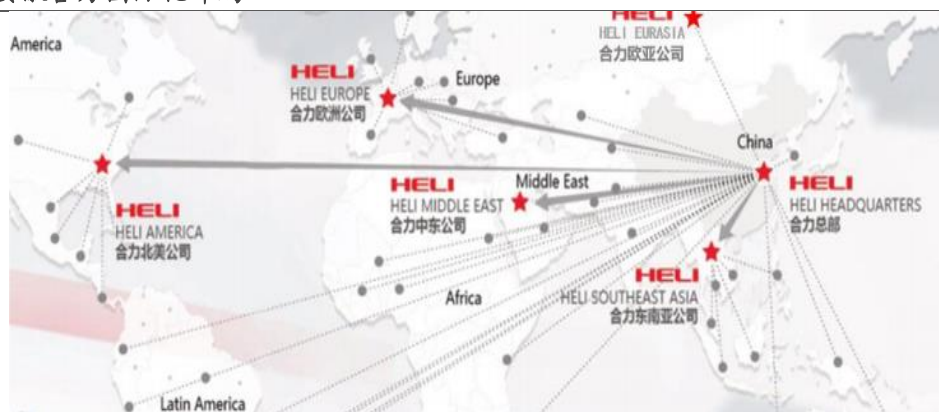 HELI
HELI EURASIA
合力欧亚公司
America
HELI
HELI EUROPE
合力欧洲公司
Europe
China
HELI
HELI MIDDLE EAST
合力中东公司
Middle East
HELI
HELI HEADQUARTERS
合力总部
HELI
HELI AMERICA
合力北美公司
HELI
HELI SOUTHEAST ASIA
合力东南亚公司
Africa
Latin America